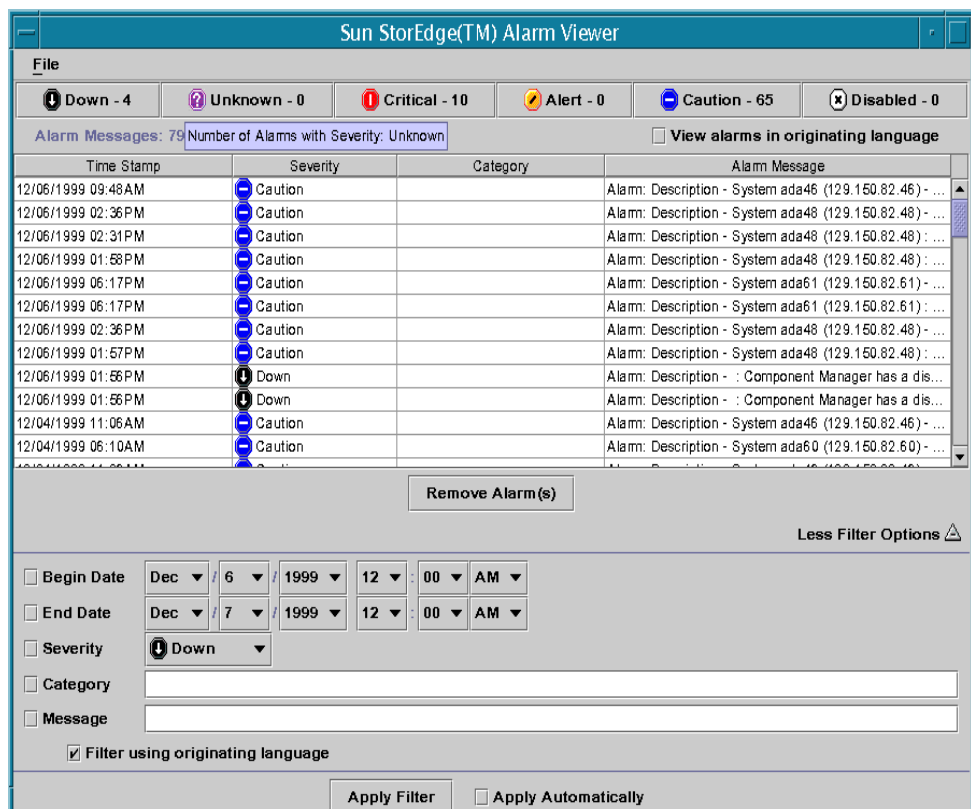 Sun StorEdge(TM) Alarm Viewer
File
Down - 4 Unknown - 0 Critical - 10 Alert - 0 Caution - 65 Disabled - 0
Alarm Messages: 79 Number of Alarms with Severity: Unknown View alarms in originating language
Time Stamp Severity Category Alarm Message
12/06/1999 09:48AM Caution Alarm: Description - System ada46 (129.150.82.46) - ...
12/06/1999 02:36PM Caution Alarm: Description - System ada48 (129.150.82.48) - ...
12/06/1999 02:31PM Caution Alarm: Description - System ada48 (129.150.82.48) : ...
12/06/1999 01:58PM Caution Alarm: Description - System ada48 (129.150.82.48) : ...
12/06/1999 06:17PM Caution Alarm: Description - System ada61 (129.150.82.61) - ...
12/06/1999 06:17PM Caution Alarm: Description - System ada61 (129.150.82.61) : ...
12/06/1999 02:36PM Caution Alarm: Description - System ada48 (129.150.82.48) - ...
12/06/1999 01:57PM Caution Alarm: Description - System ada48 (129.150.82.48) : ...
12/06/1999 01:56PM Down Alarm: Description - : Component Manager has a dis...
12/06/1999 01:56PM Down Alarm: Description - : Component Manager has a dis...
12/04/1999 11:06AM Caution Alarm: Description - System ada46 (129.150.82.46) - ...
12/04/1999 06:10AM Caution Alarm: Description - System ada60 (129.150.82.60) - ...
Remove Alarm(s)
Less Filter Options
Begin Date Dec / 6 / 1999 12 : 00 AM
End Date Dec / 7 / 1999 12 : 00 AM
Severity Down
Category
Message
Filter using originating language
Apply Filter Apply Automatically